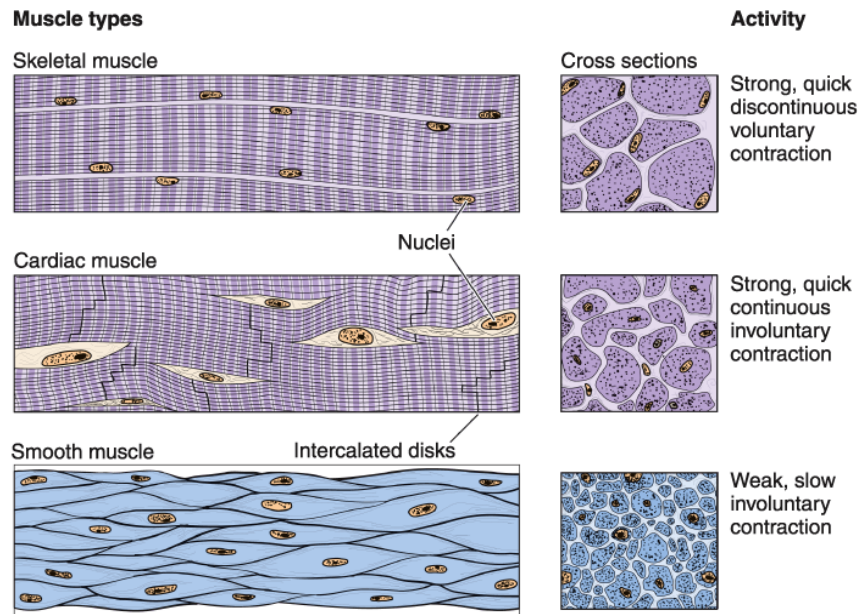 Muscle types
Activity
Skeletal muscle
Cross sections
Strong, quick
discontinuous
voluntary
contraction
Nuclei
Cardiac muscle
Strong, quick
continuous
involuntary
contraction
Intercalated disks
Smooth muscle
Weak, slow
involuntary
contraction